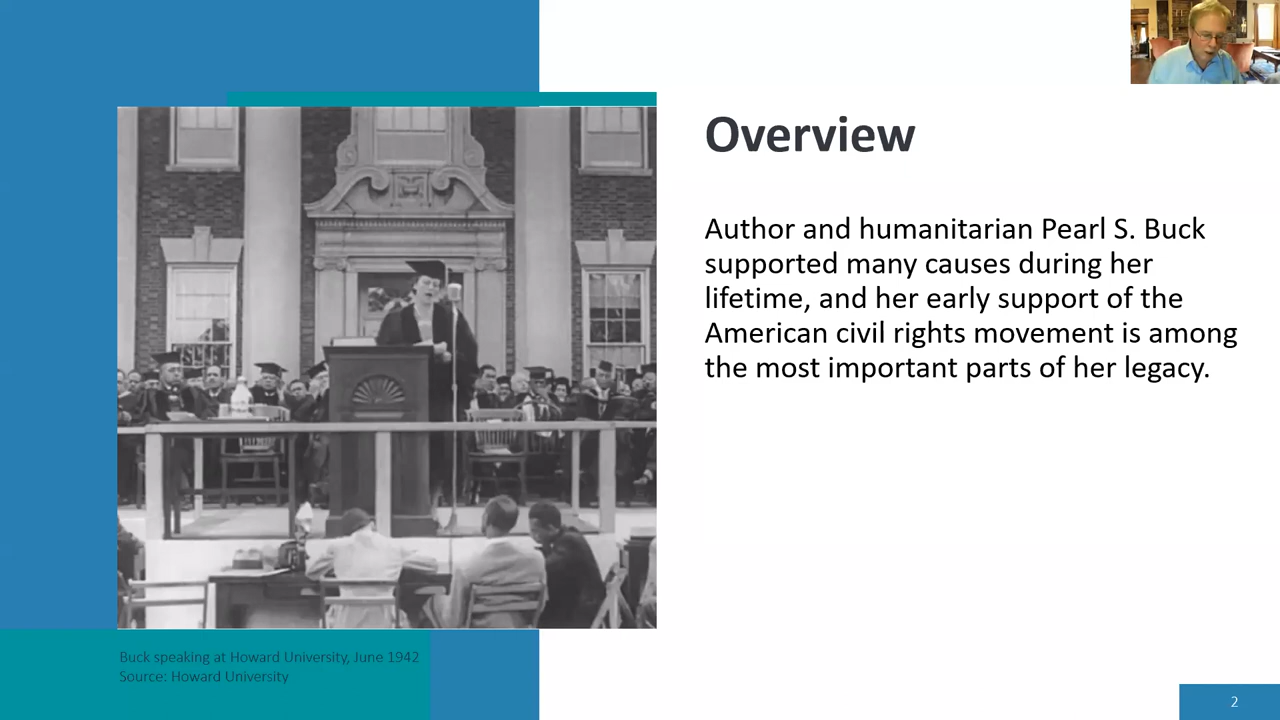 Overview
Author and humanitarian Pearl S. Buck
supported many causes during her
lifetime, and her early support of the
American civil rights movement is among
the most important parts of her legacy.
Buck speaking at Howard University, June 1942
Source: Howard University
2